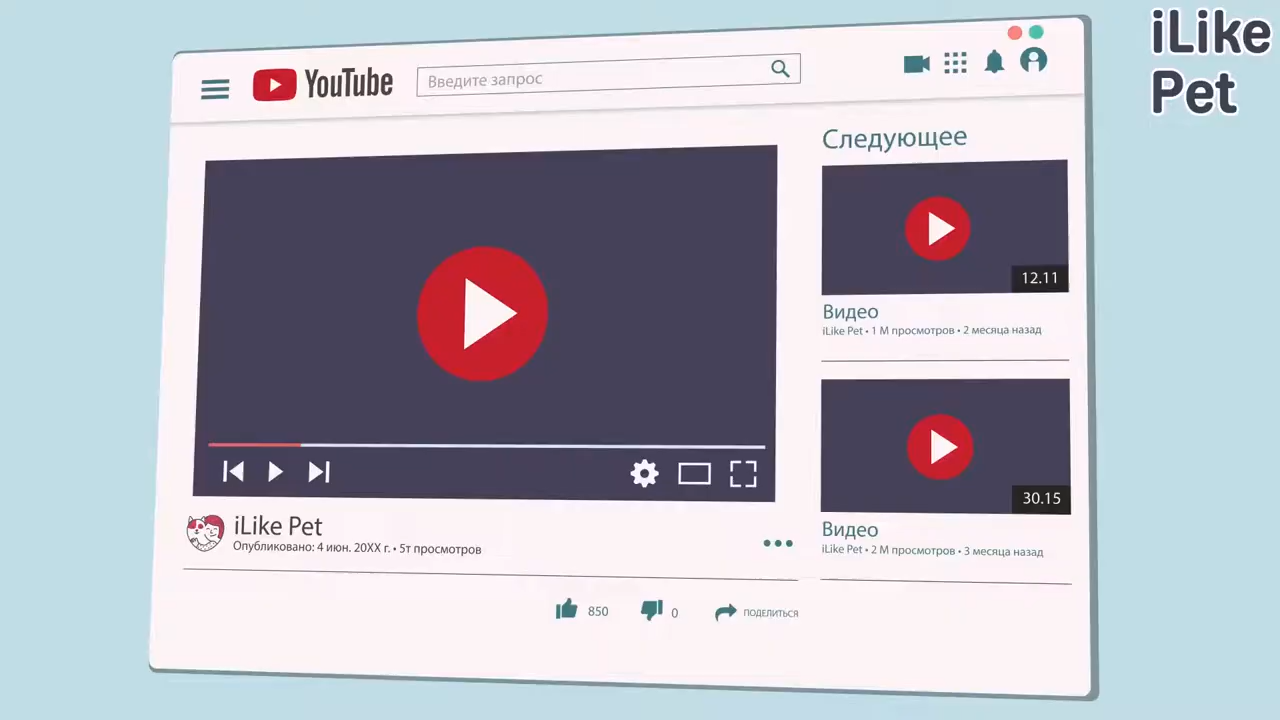 iLike
Pet
YouTube
Введите запрос
Следующее
12.11
Видео
iLike Pet • 1 М просмотров • 2 месяца назад
30.15
Видео
iLike Pet • 2 М просмотров • 3 месяца назад
iLike Pet
Опубликовано: 4 июн. 20XX г. • 5т просмотров
850
0
ПОДЕЛИТЬСЯ